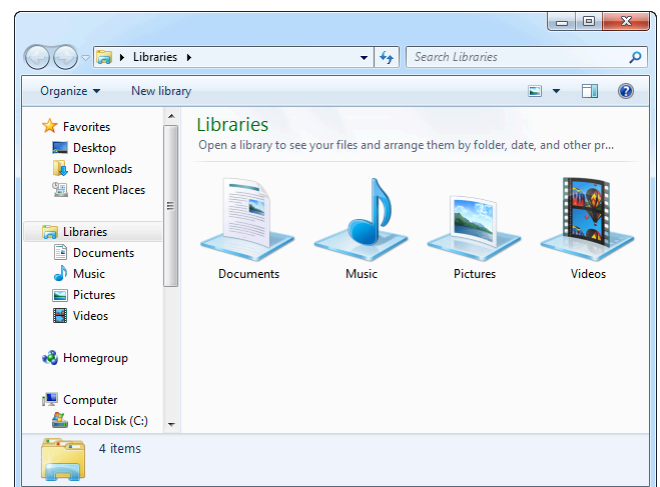 Libraries
Search Libraries
Organize New library
Favorites
Desktop
Downloads
Recent Places
Libraries
Documents
Music
Pictures
Videos
Homegroup
Computer
Local Disk (C:)
Libraries
Open a library to see your files and arrange them by folder, date, and other pr...
Documents Music Pictures Videos
4 items